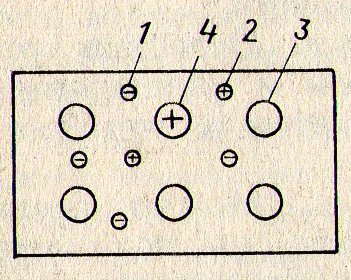 1 4 2 3
- + +
- + -
-